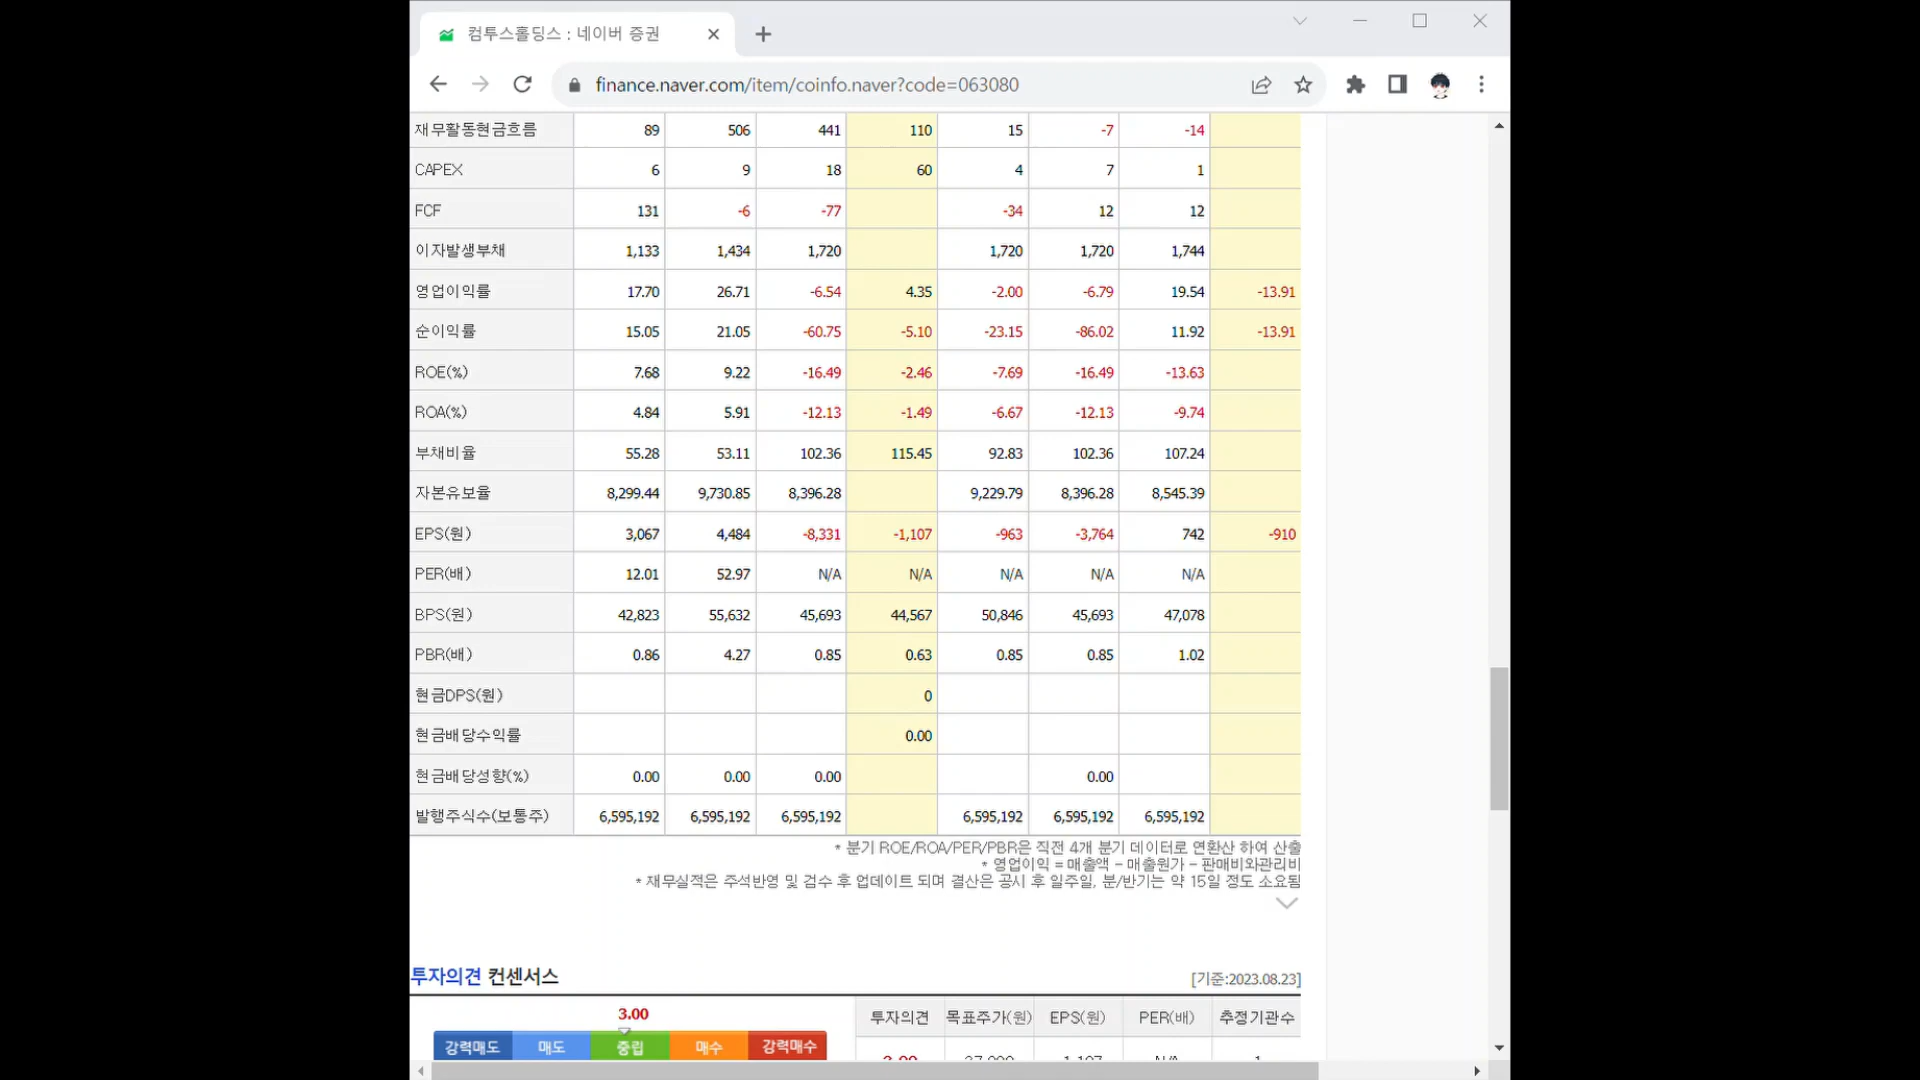 컴투스홀딩스 : 네이버 증권
finance.naver.com/item/coinfo.naver?code=063080
재무활동현금흐름 89 506 441 110 15 -7 -14
CAPEX 6 9 18 60 4 7 1
FCF 131 -6 -77 -34 12 12
이자발생부채 1,133 1,434 1,720 1,720 1,720 1,744
영업이익률 17.70 26.71 -6.54 4.35 -2.00 -6.79 19.54 -13.91
순이익률 15.05 21.05 -60.75 -5.10 -23.15 -86.02 11.92 -13.91
ROE(%) 7.68 9.22 -16.49 -2.46 -7.69 -16.49 -13.63
ROA(%) 4.84 5.91 -12.13 -1.49 -6.67 -12.13 -9.74
부채비율 55.28 53.11 102.36 115.45 92.83 102.36 107.24
자본유보율 8,299.44 9,730.85 8,396.28 9,229.79 8,396.28 8,545.39
EPS(원) 3,067 4,484 -8,331 -1,107 -963 -3,764 742 -910
PER(배) 12.01 52.97 N/A N/A N/A N/A N/A
BPS(원) 42,823 55,632 45,693 44,567 50,846 45,693 47,078
PBR(배) 0.86 4.27 0.85 0.63 0.85 0.85 1.02
현금DPS(원) 0
현금배당수익률 0.00
현금배당성향(%) 0.00 0.00 0.00 0.00
발행주식수(보통주) 6,595,192 6,595,192 6,595,192 6,595,192 6,595,192 6,595,192
* 분기 ROE/ROA/PER/PBR은 직전 4개 분기 데이터로 연환산 하여 산출
* 영업이익 = 매출액 - 매출원가 - 판매비와관리비
* 재무실적은 주석반영 및 검수 후 업데이트 되며 결산은 공시 후 일주일, 분/반기는 약 15일 정도 소요됨
투자의견 컨센서스 [기준:2023.08.23]
3.00
강력매도 매도 중립 매수 강력매수
투자의견 목표주가(원) EPS(원) PER(배) 추정기관수